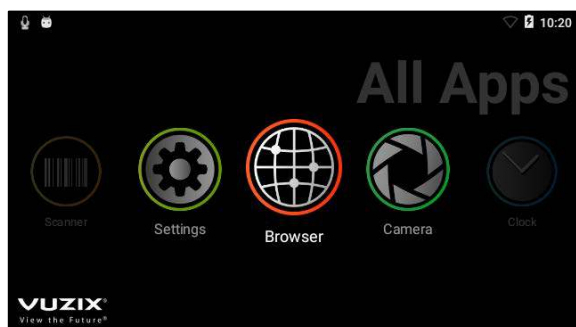 10:20
All Apps
Scanner
Settings
Browser
Camera
Clock
VUZIX®
View the Future®